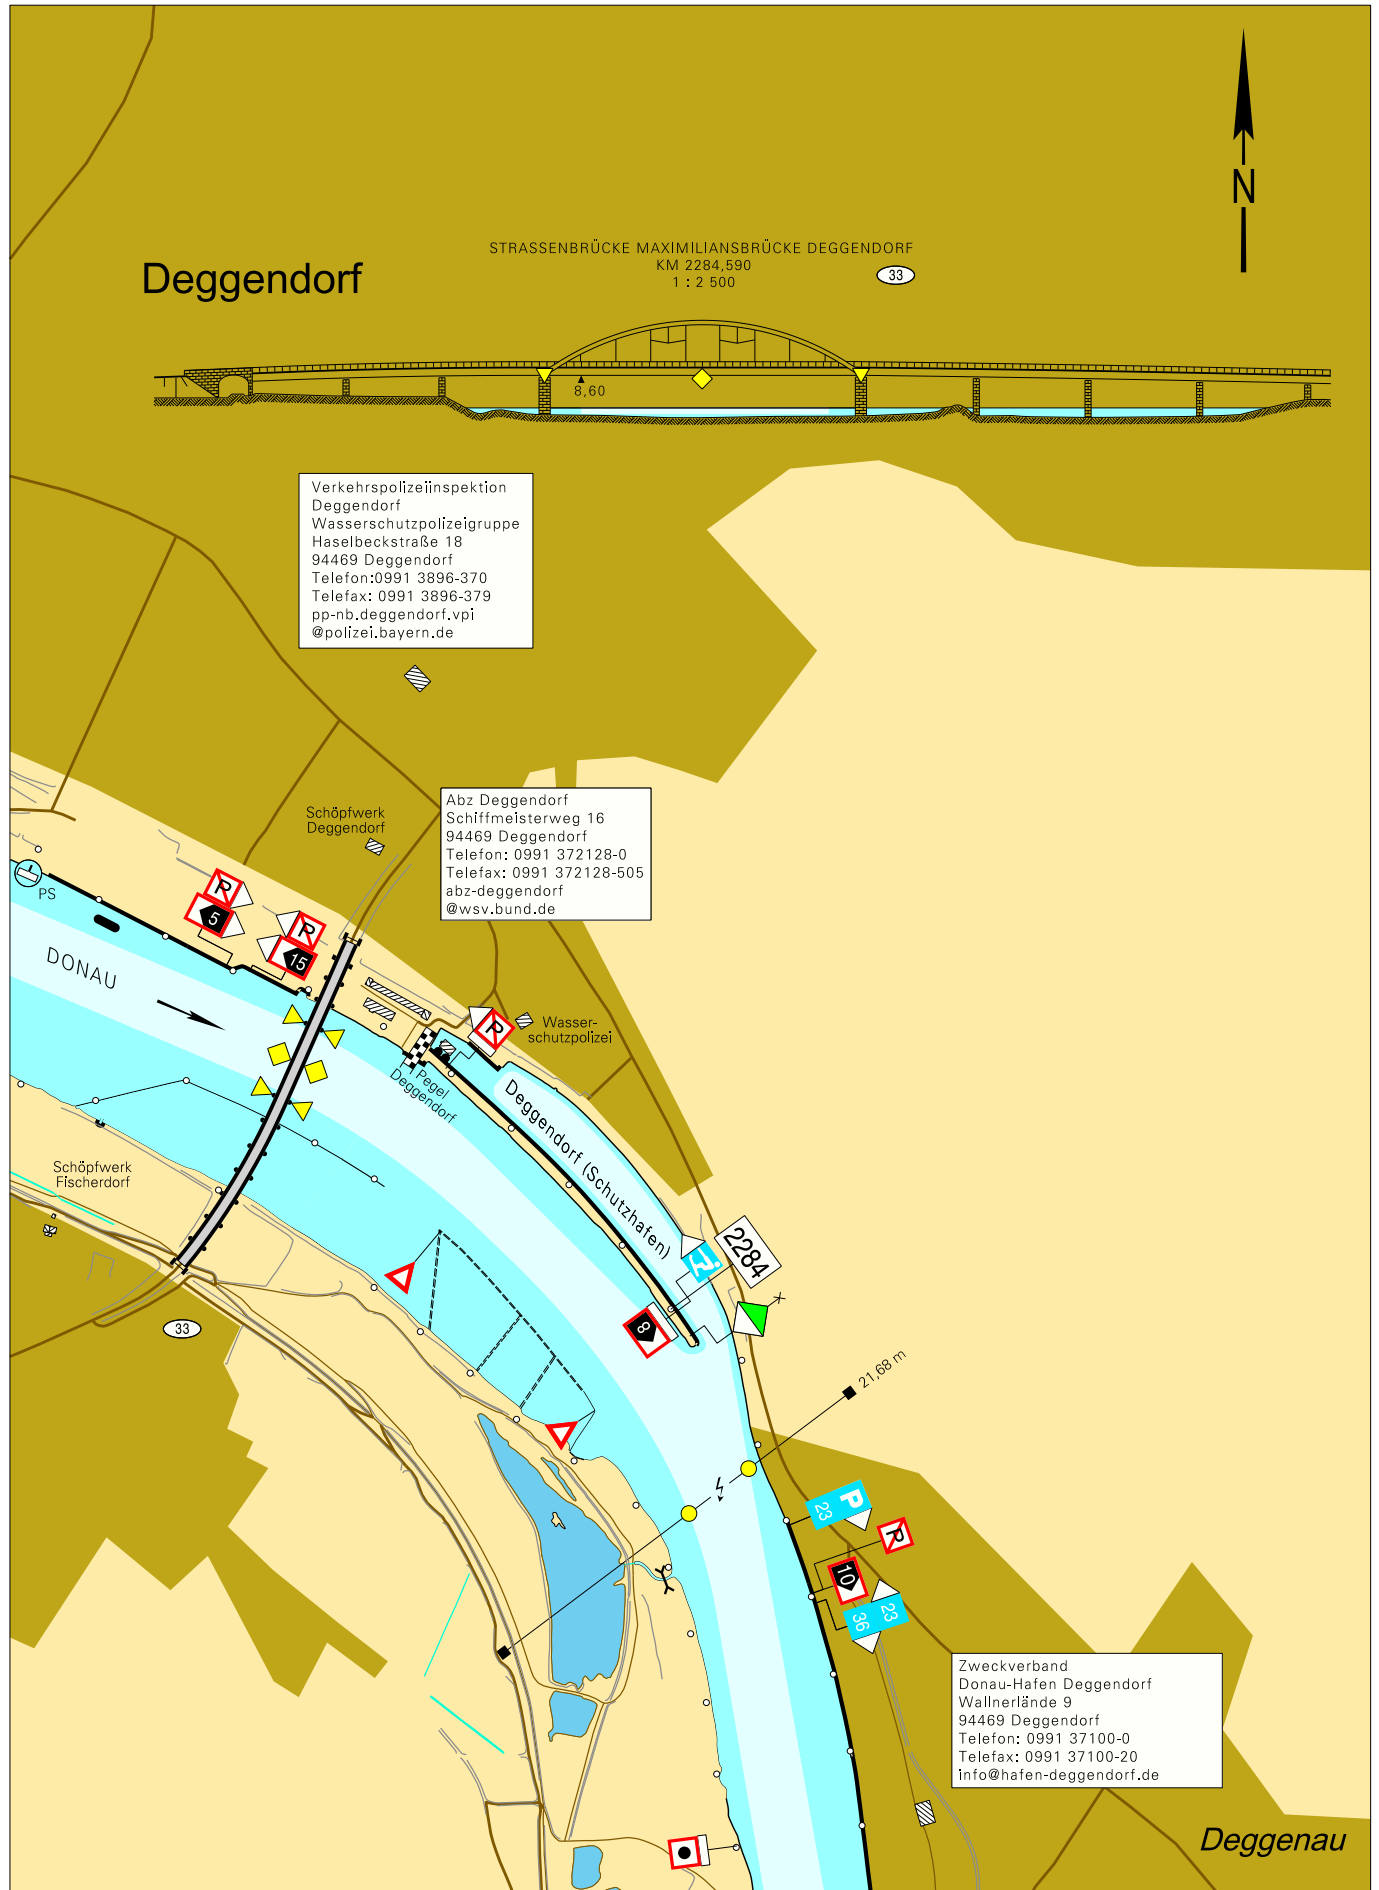 N
STRASSENBRÜCKE MAXIMILIANSBRÜCKE DEGGENDORF
KM 2284,590
1 : 2 500
33
Deggendorf
8,60
Verkehrspolizeiinspektion
Deggendorf
Wasserschutzpolizeigruppe
Haselbeckstraße 18
94469 Deggendorf
Telefon:0991 3896-370
Telefax: 0991 3896-379
pp-nb.deggendorf.vpi
@polizei.bayern.de
Abz Deggendorf
Schiffmeisterweg 16
94469 Deggendorf
Telefon: 0991 372128-0
Telefax: 0991 372128-505
abz-deggendorf
@wsv.bund.de
Schöpfwerk
Deggendorf
PS
P
5
P
15
DONAU
P
Wasser-
schutzpolizei
Pegel
Deggendorf
Deggendorf (Schutzhafen)
Schöpfwerk
Fischerdorf
2284
8
33
21,68 m
P
23
P
10
23
36
Zweckverband
Donau-Hafen Deggendorf
Wallnerlände 9
94469 Deggendorf
Telefon: 0991 37100-0
Telefax: 0991 37100-20
info@hafen-deggendorf.de
Deggenau